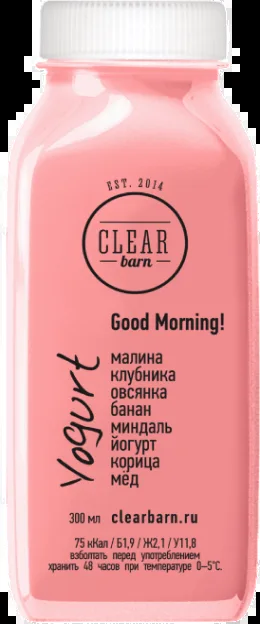 EST. 2014
CLEAR
barn
Good Morning!
Yogurt
малина
клубника
овсянка
банан
миндаль
йогурт
корица
мёд
300 мл clearbarn.ru
75 кКал / Б1,9 / Ж2,1 / У11,8
взболтать перед употреблением
хранить 48 часов при температуре 0–5°С.